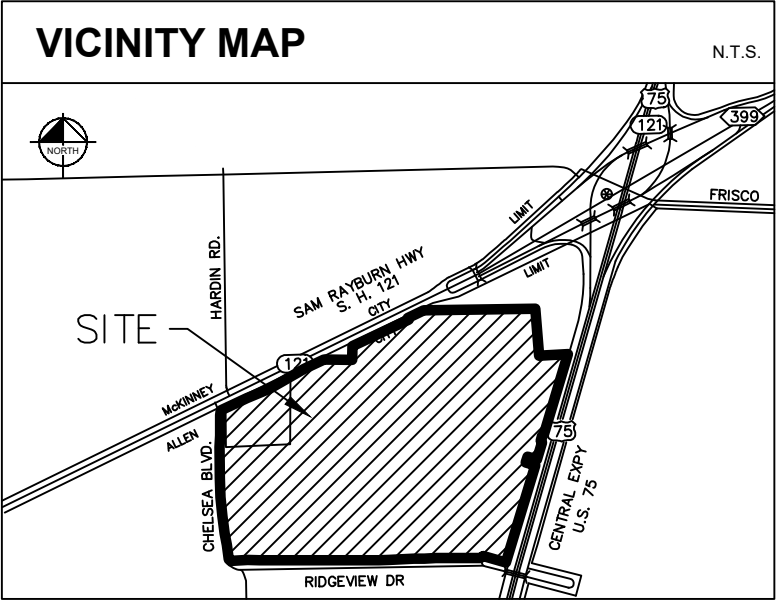 VICINITY MAP
N.T.S.
75
121
399
NORTH
FRISCO
LIMIT
HARDIN RD.
SAM RAYBURN HWY
S. H. 121
CITY
LIMIT
SITE
CITY
121
McKINNEY
ALLEN
75
CHELSEA BLVD.
CENTRAL EXPY
U.S. 75
RIDGEVIEW DR